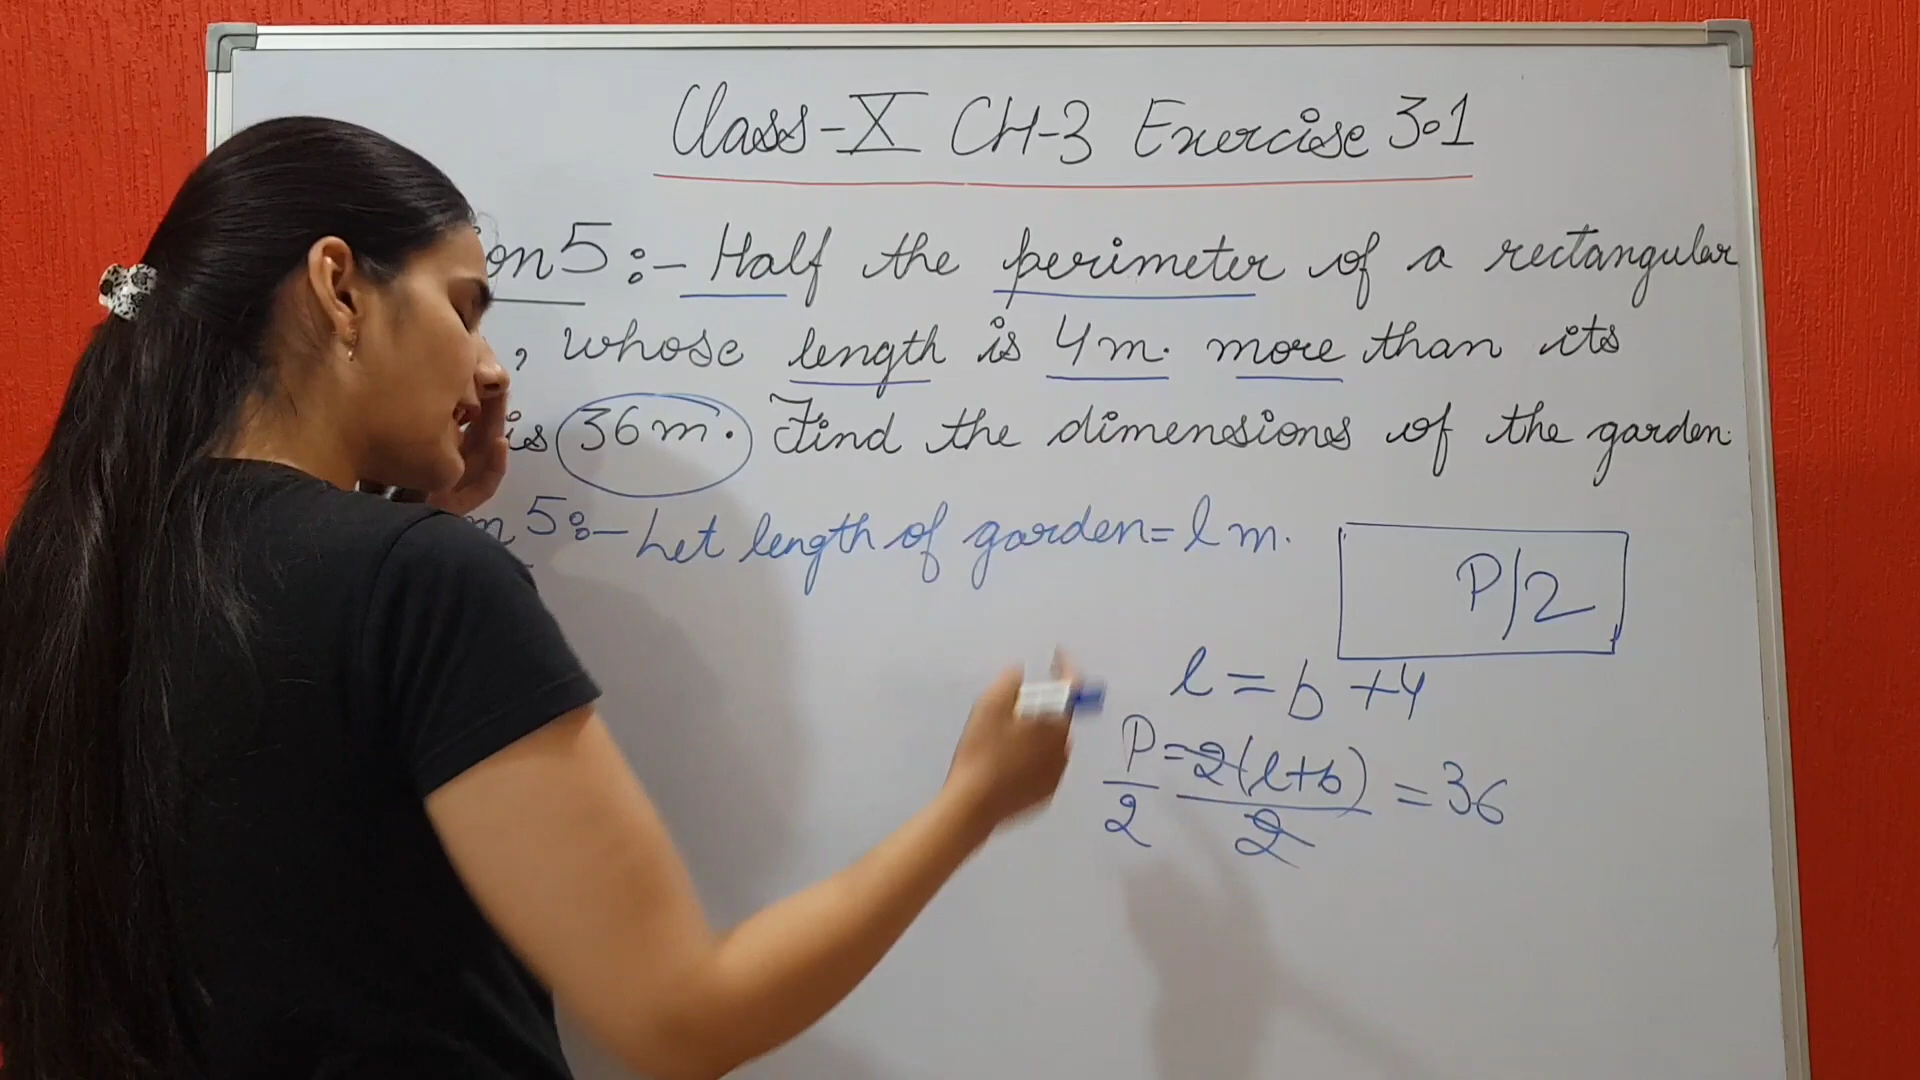 Class-X CH-3 Exercise 3.1
on 5:- Half the perimeter of a rectangular
, whose length is 4m. more than its
is 36m. Find the dimensions of the garden.
n 5:- Let length of garden = l m.
P/2
l = b + 4
P/2 = 2(l+b)/2 = 36